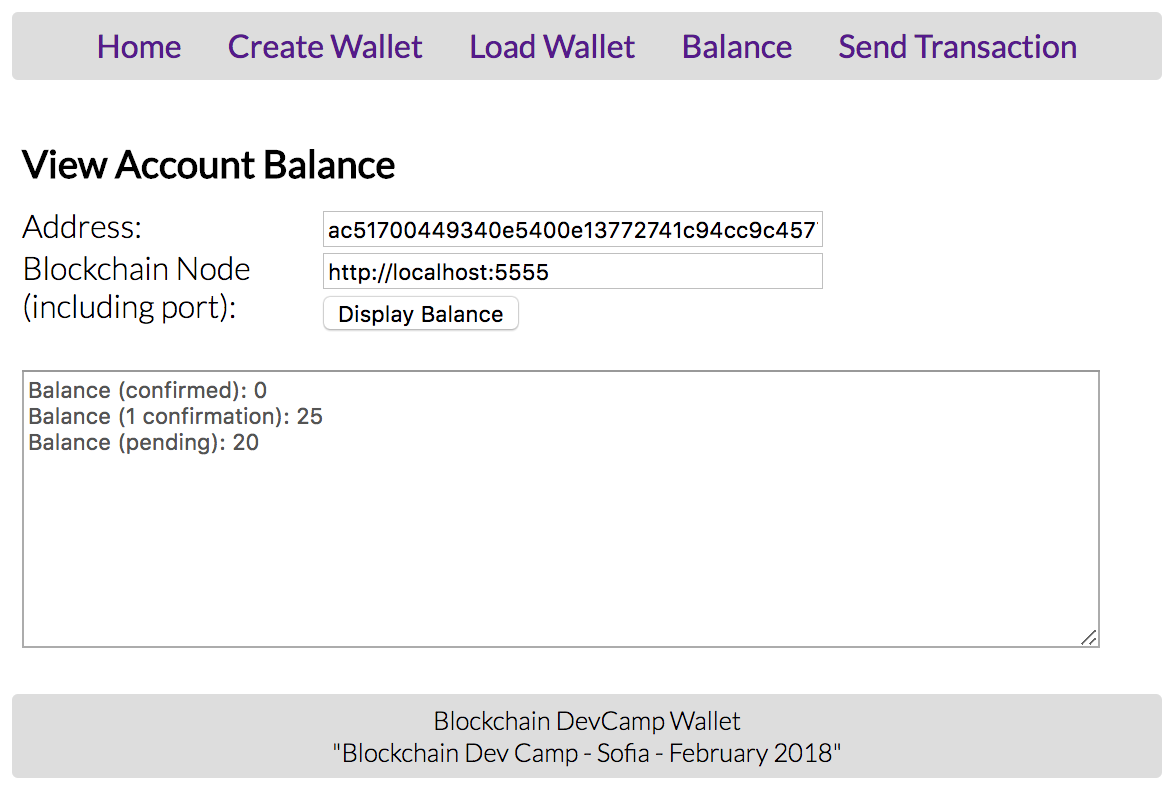 Home Create Wallet Load Wallet Balance Send Transaction
View Account Balance
Address: ac51700449340e5400e13772741c94cc9c457
Blockchain Node
(including port):
http://localhost:5555
Display Balance
Balance (confirmed): 0
Balance (1 confirmation): 25
Balance (pending): 20
Blockchain DevCamp Wallet
"Blockchain Dev Camp - Sofia - February 2018"